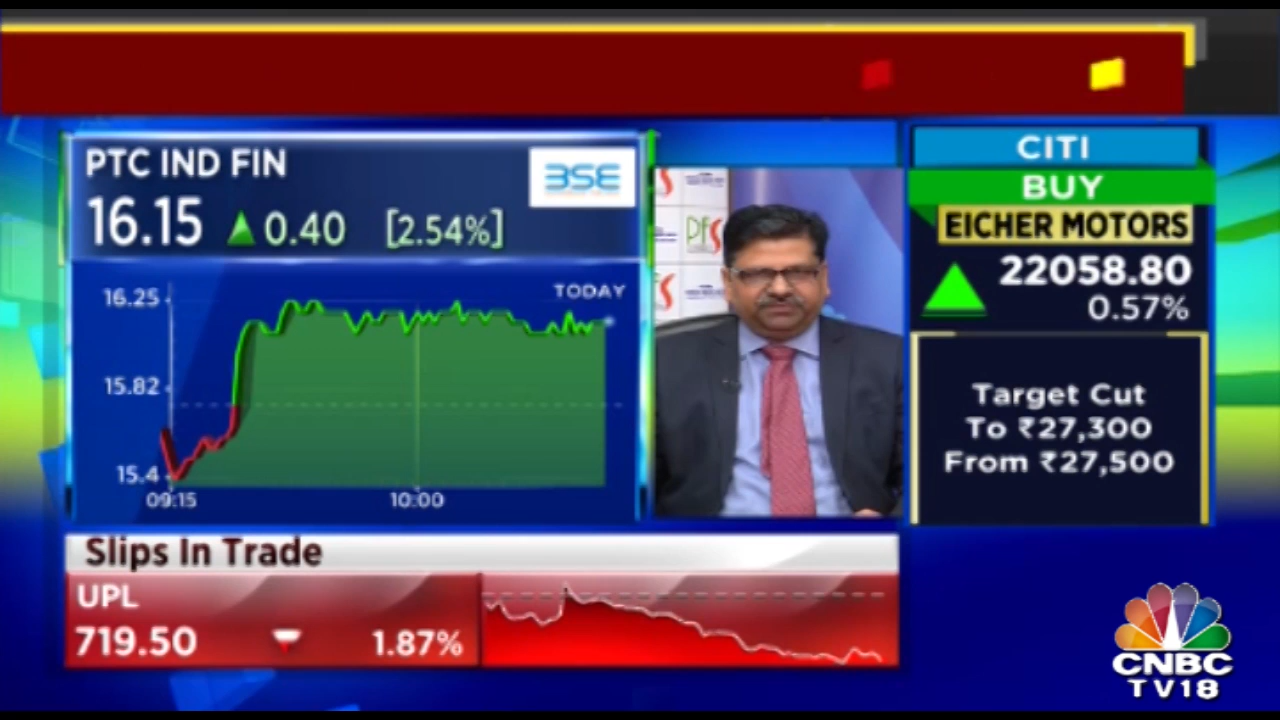 PTC IND FIN
BSE
16.15 ▲ 0.40 [2.54%]
TODAY
16.25
15.82
15.4
09:15 10:00
PfS
CITI
BUY
EICHER MOTORS
22058.80
0.57%
Target Cut
To ₹27,300
From ₹27,500
Slips In Trade
UPL
719.50 ▼ 1.87%
CNBC
TV18